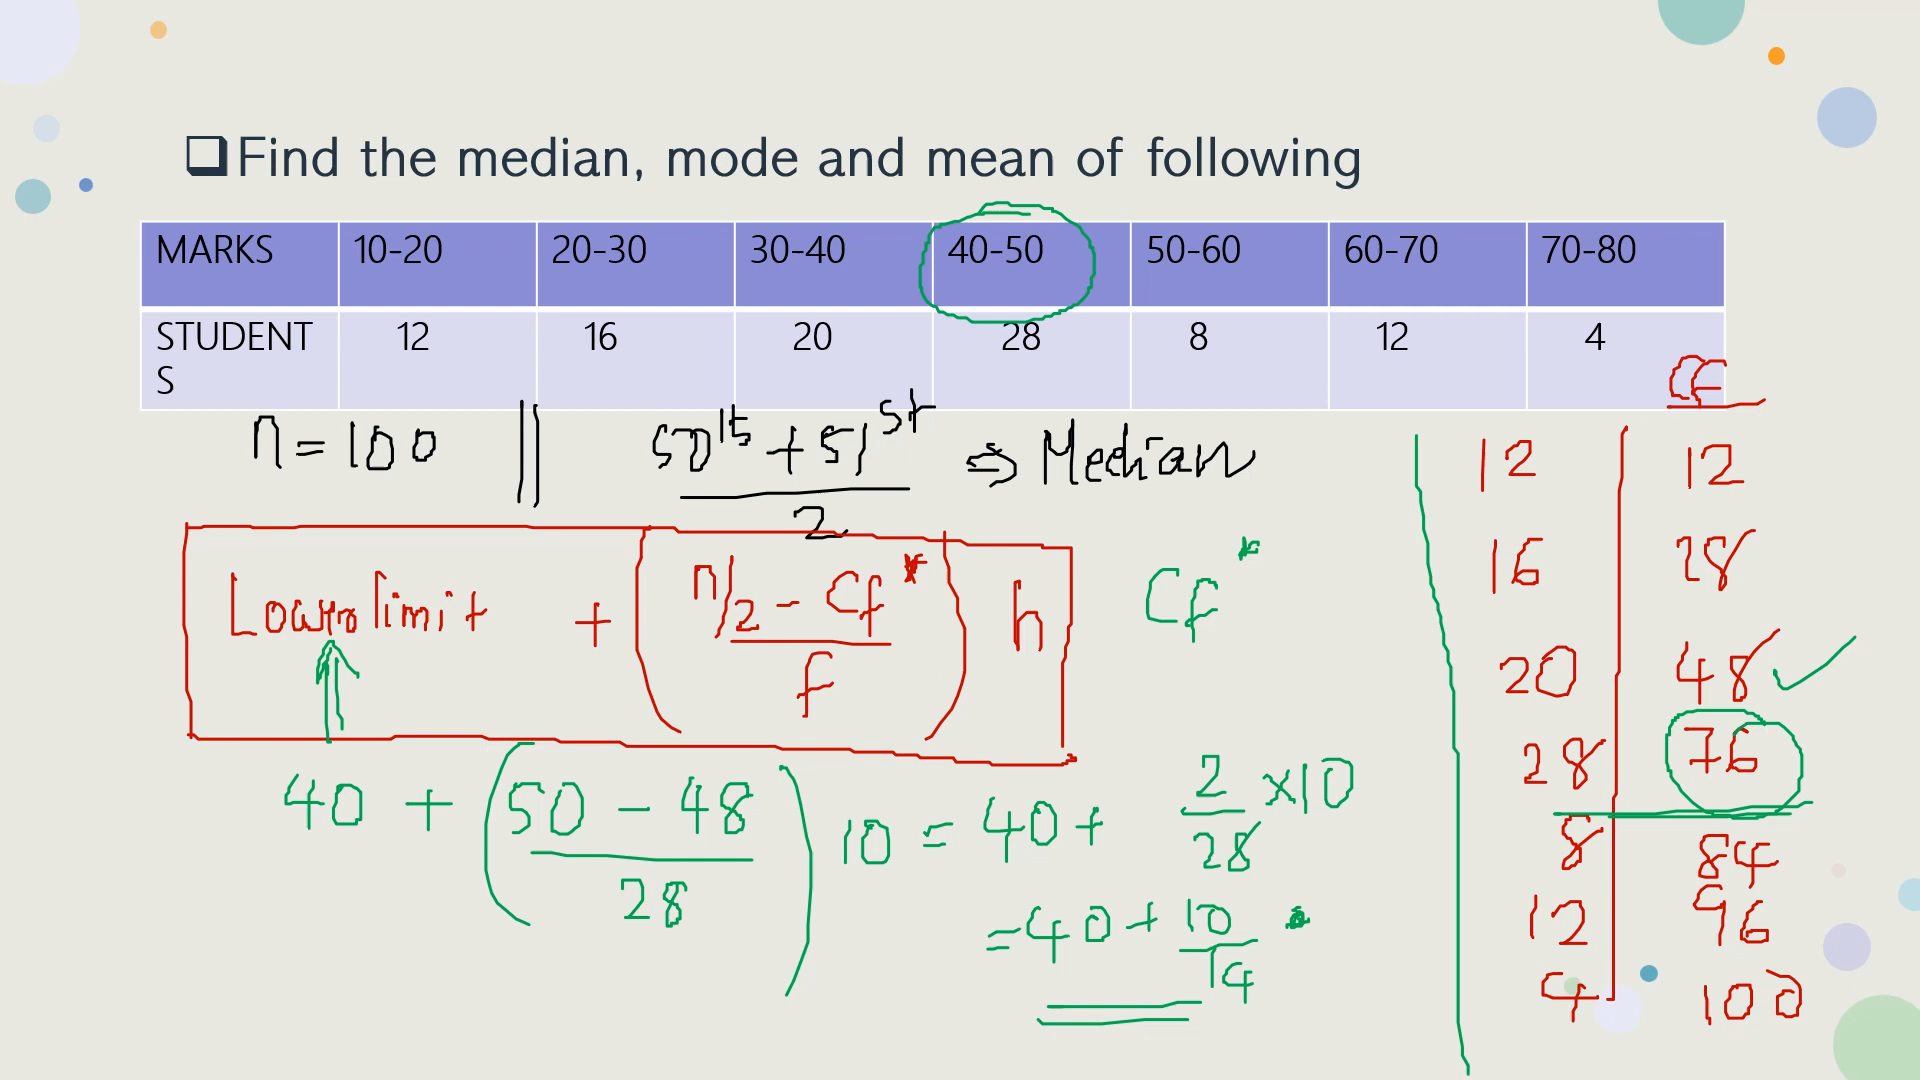 ❑Find the median, mode and mean of following
MARKS 10-20 20-30 30-40 40-50 50-60 60-70 70-80
STUDENT 12 16 20 28 8 12 4
S
CF
n = 100 || 50th + 51st / 2 ⇒ Median
Lower limit + (n/2 - Cf* / f) h
Cf*
40 + (50 - 48 / 28) 10 = 40 + 2/28 × 10
= 40 + 10/14
12 12
16 28
20 48 ✓
28 76
8 84
12 96
4 100